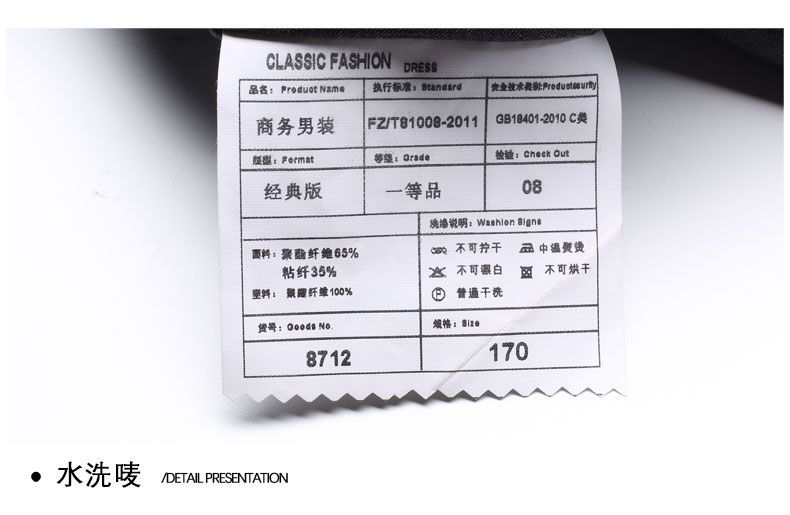 CLASSIC FASHION DRESS
品名: Product Name 执行标准: Standard 安全技术类别:Productsurity
商务男装 FZ/T81008-2011 GB18401-2010 C类
版型: Format 等级: Grade 检验: Check Out
经典版 一等品 08
洗涤说明: Washion Signs
面料: 聚酯纤维65% 不可拧干 中温熨烫
粘纤35% 不可漂白 不可烘干
里料: 聚酯纤维100% 普通干洗
货号: Goods No. 规格: Size
8712 170
• 水洗唛 /DETAIL PRESENTATION